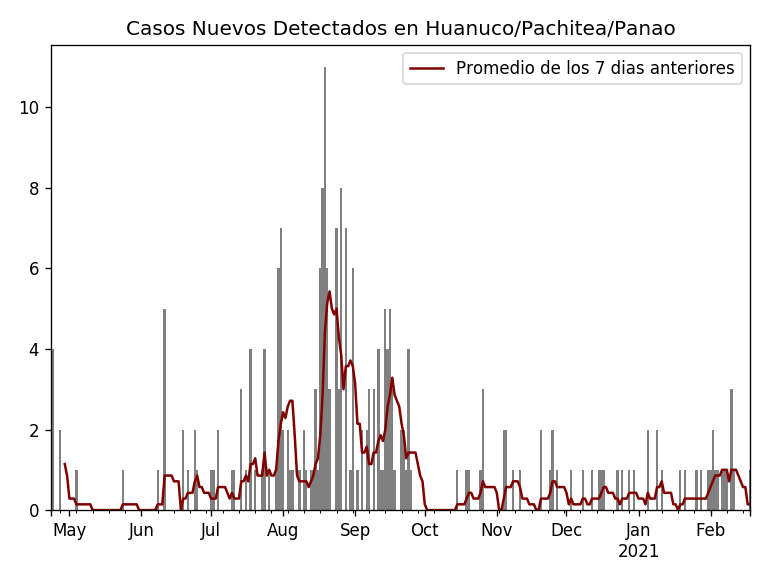 Casos Nuevos Detectados en Huanuco/Pachitea/Panao
Promedio de los 7 dias anteriores
10
8
6
4
2
0
May Jun Jul Aug Sep Oct Nov Dec Jan Feb
2021